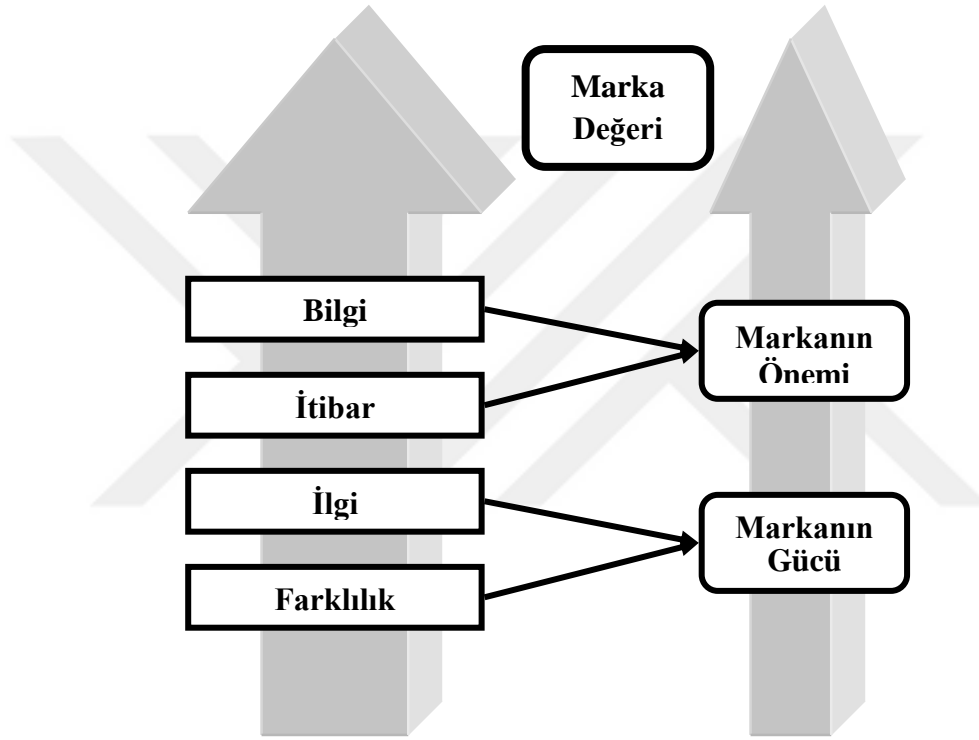 Marka
Değeri
Bilgi
İtibar
İlgi
Farklılık
Markanın
Önemi
Markanın
Gücü